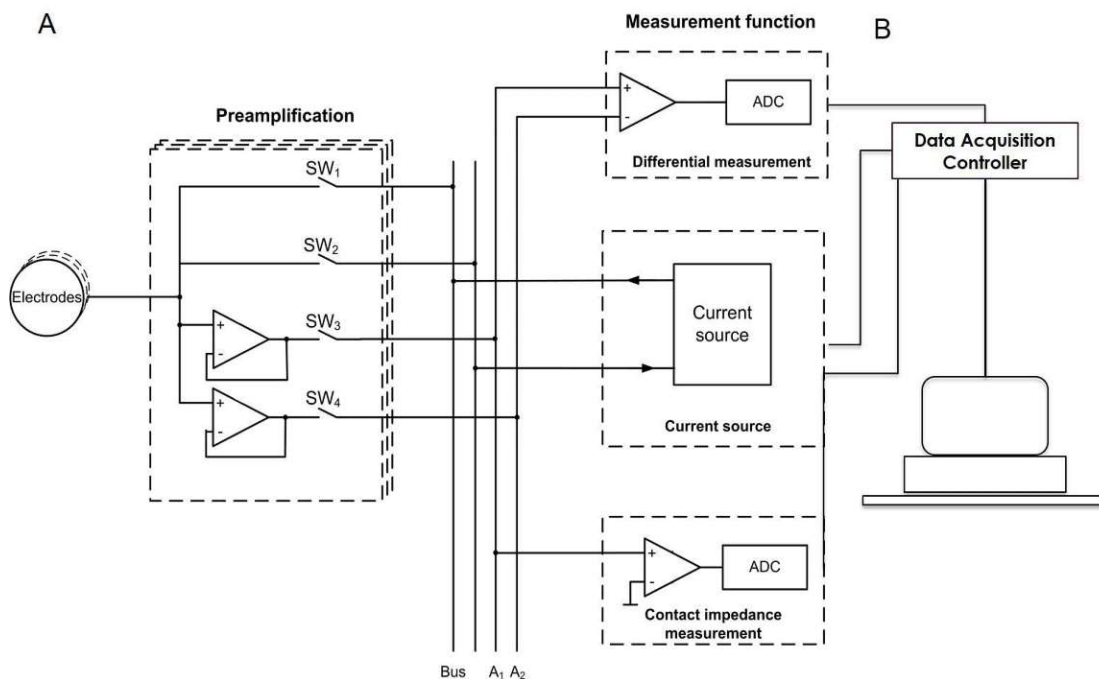 A
Measurement function
B
+
-
ADC
Differential measurement
Data Acquisition
Controller
Preamplification
SW1
SW2
Electrodes
+
-
SW3
+
-
SW4
Current
source
Current source
+
-
ADC
Contact impedance
measurement
Bus
A1 A2